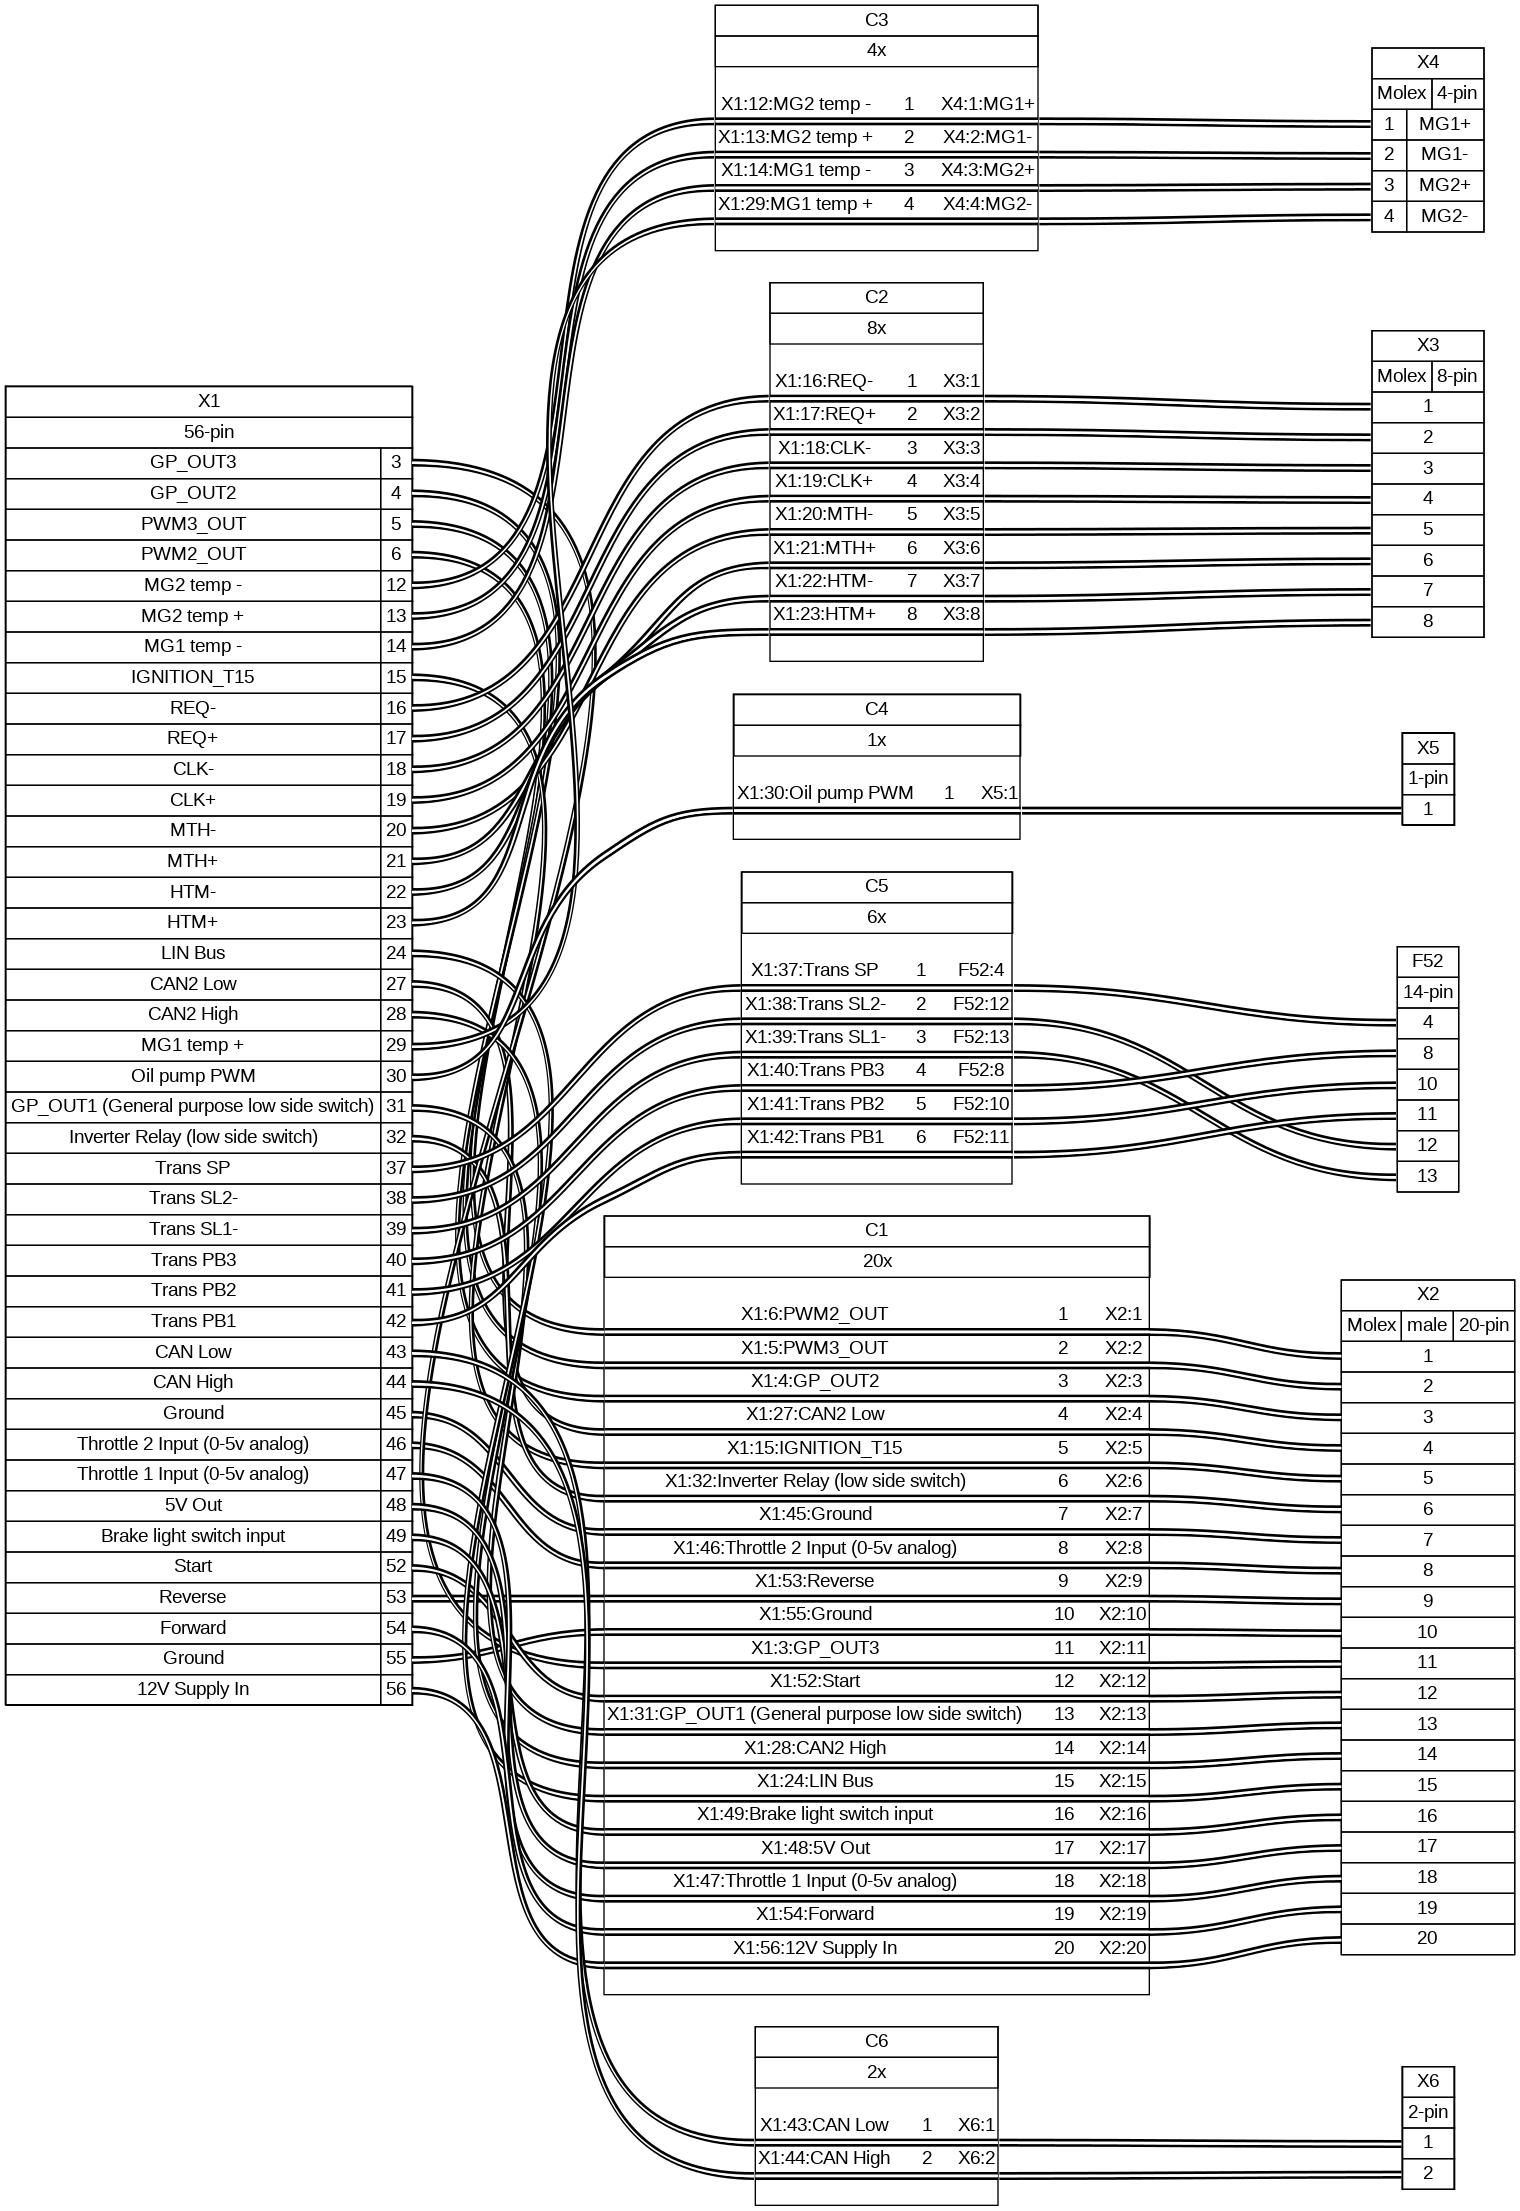 X1
56-pin
GP_OUT3 3
GP_OUT2 4
PWM3_OUT 5
PWM2_OUT 6
MG2 temp - 12
MG2 temp + 13
MG1 temp - 14
IGNITION_T15 15
REQ- 16
REQ+ 17
CLK- 18
CLK+ 19
MTH- 20
MTH+ 21
HTM- 22
HTM+ 23
LIN Bus 24
CAN2 Low 27
CAN2 High 28
MG1 temp + 29
Oil pump PWM 30
GP_OUT1 (General purpose low side switch) 31
Inverter Relay (low side switch) 32
Trans SP 37
Trans SL2- 38
Trans SL1- 39
Trans PB3 40
Trans PB2 41
Trans PB1 42
CAN Low 43
CAN High 44
Ground 45
Throttle 2 Input (0-5v analog) 46
Throttle 1 Input (0-5v analog) 47
5V Out 48
Brake light switch input 49
Start 52
Reverse 53
Forward 54
Ground 55
12V Supply In 56
C3
4x
X1:12:MG2 temp - 1 X4:1:MG1+
X1:13:MG2 temp + 2 X4:2:MG1-
X1:14:MG1 temp - 3 X4:3:MG2+
X1:29:MG1 temp + 4 X4:4:MG2-
X4
Molex 4-pin
1 MG1+
2 MG1-
3 MG2+
4 MG2-
C2
8x
X1:16:REQ- 1 X3:1
X1:17:REQ+ 2 X3:2
X1:18:CLK- 3 X3:3
X1:19:CLK+ 4 X3:4
X1:20:MTH- 5 X3:5
X1:21:MTH+ 6 X3:6
X1:22:HTM- 7 X3:7
X1:23:HTM+ 8 X3:8
X3
Molex 8-pin
1
2
3
4
5
6
7
8
C4
1x
X1:30:Oil pump PWM 1 X5:1
X5
1-pin
1
C5
6x
X1:37:Trans SP 1 F52:4
X1:38:Trans SL2- 2 F52:12
X1:39:Trans SL1- 3 F52:13
X1:40:Trans PB3 4 F52:8
X1:41:Trans PB2 5 F52:10
X1:42:Trans PB1 6 F52:11
F52
14-pin
4
8
10
11
12
13
C1
20x
X1:6:PWM2_OUT 1 X2:1
X1:5:PWM3_OUT 2 X2:2
X1:4:GP_OUT2 3 X2:3
X1:27:CAN2 Low 4 X2:4
X1:15:IGNITION_T15 5 X2:5
X1:32:Inverter Relay (low side switch) 6 X2:6
X1:45:Ground 7 X2:7
X1:46:Throttle 2 Input (0-5v analog) 8 X2:8
X1:53:Reverse 9 X2:9
X1:55:Ground 10 X2:10
X1:3:GP_OUT3 11 X2:11
X1:52:Start 12 X2:12
X1:31:GP_OUT1 (General purpose low side switch) 13 X2:13
X1:28:CAN2 High 14 X2:14
X1:24:LIN Bus 15 X2:15
X1:49:Brake light switch input 16 X2:16
X1:48:5V Out 17 X2:17
X1:47:Throttle 1 Input (0-5v analog) 18 X2:18
X1:54:Forward 19 X2:19
X1:56:12V Supply In 20 X2:20
X2
Molex male 20-pin
1
2
3
4
5
6
7
8
9
10
11
12
13
14
15
16
17
18
19
20
C6
2x
X1:43:CAN Low 1 X6:1
X1:44:CAN High 2 X6:2
X6
2-pin
1
2